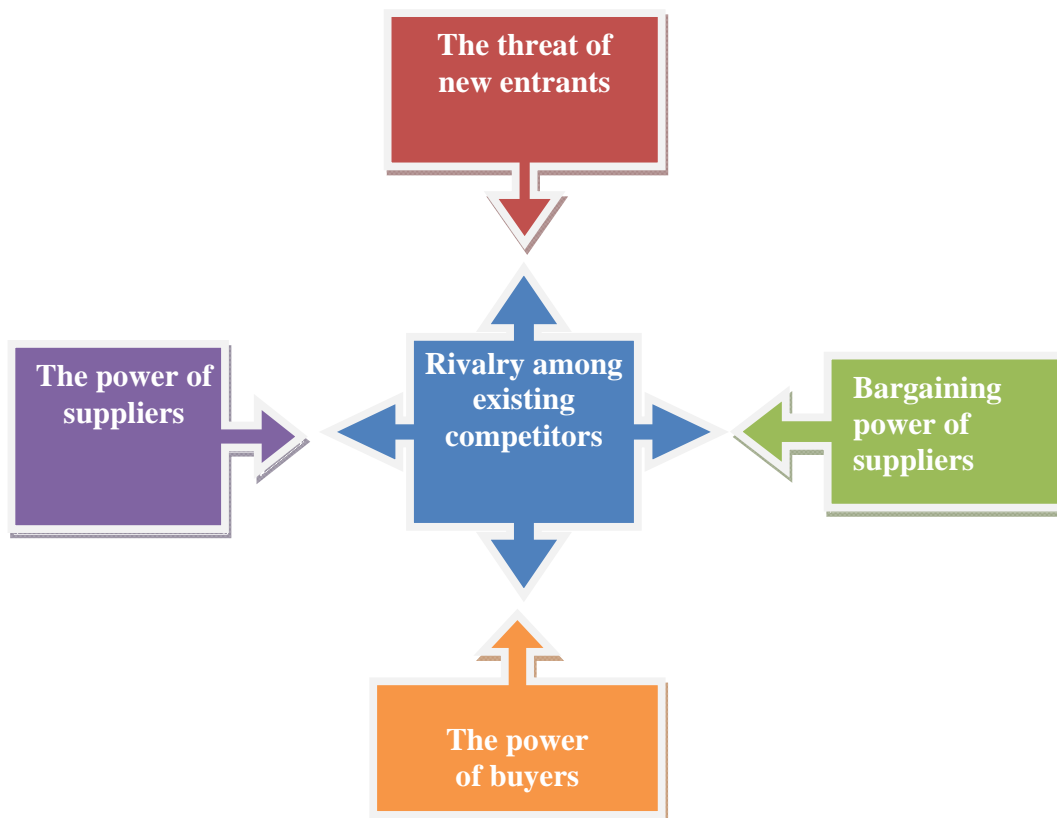 The threat of
new entrants
The power of
suppliers
Rivalry among
existing
competitors
Bargaining
power of
suppliers
The power
of buyers